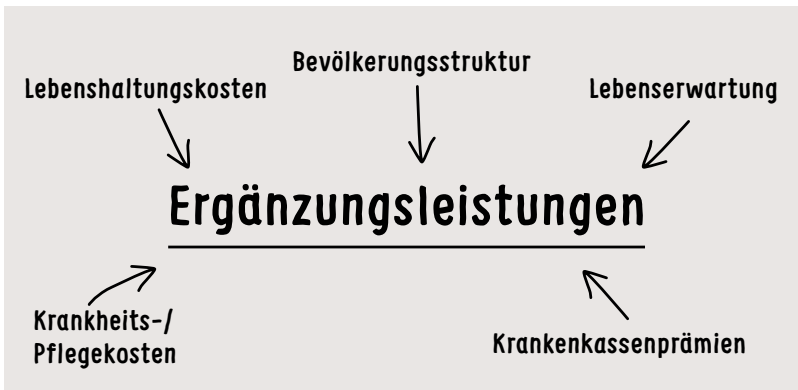 Bevölkerungsstruktur
Lebenshaltungskosten
Lebenserwartung
Ergänzungsleistungen
Krankheits-/
Pflegekosten
Krankenkassenprämien